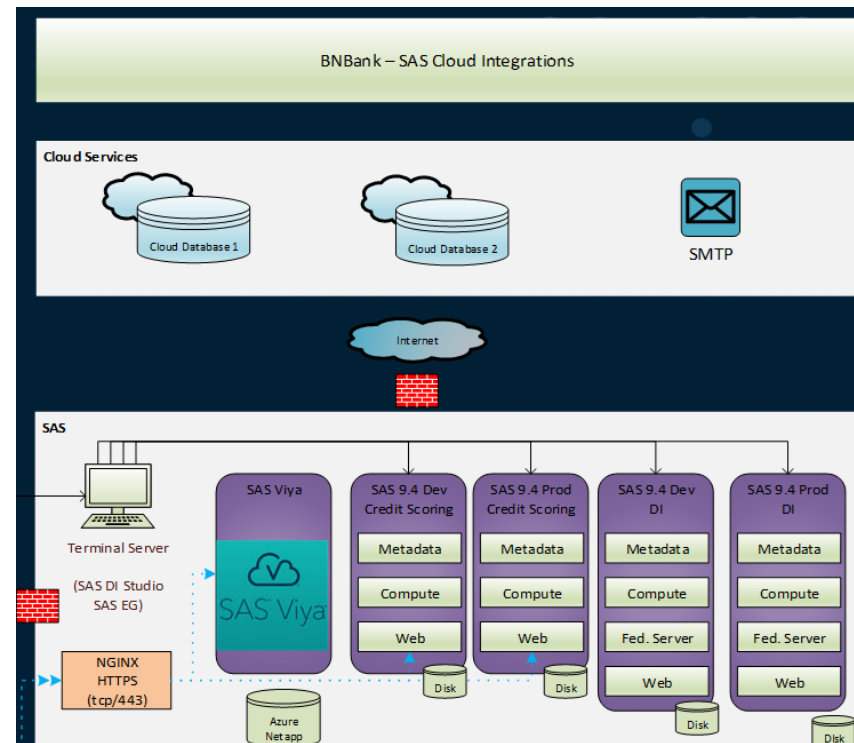 BNBank – SAS Cloud Integrations
Cloud Services
Cloud Database 1
Cloud Database 2
SMTP
Internet
SAS
Terminal Server
(SAS DI Studio
SAS EG)
NGINX
HTTPS
(tcp/443)
SAS Viya
SAS Viya
Azure
Netapp
SAS 9.4 Dev
Credit Scoring
Metadata
Compute
Web
Disk
SAS 9.4 Prod
Credit Scoring
Metadata
Compute
Web
Disk
SAS 9.4 Dev
DI
Metadata
Compute
Fed. Server
Web
Disk
SAS 9.4 Prod
DI
Metadata
Compute
Fed. Server
Web
Disk